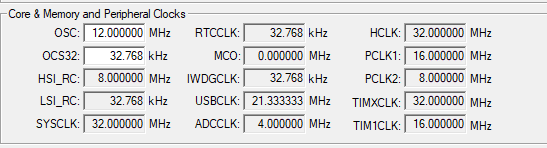 Core & Memory and Peripheral Clocks
OSC: 12.000000 MHz RTCCLK: 32.768 kHz HCLK: 32.000000 MHz
OCS32: 32.768 kHz MCO: 0.000000 MHz PCLK1: 16.000000 MHz
HSI_RC: 8.000000 MHz IWDGCLK: 32.768 kHz PCLK2: 8.000000 MHz
LSI_RC: 32.768 kHz USBCLK: 21.333333 MHz TIMXCLK: 32.000000 MHz
SYSCLK: 32.000000 MHz ADCCLK: 4.000000 MHz TIM1CLK: 16.000000 MHz